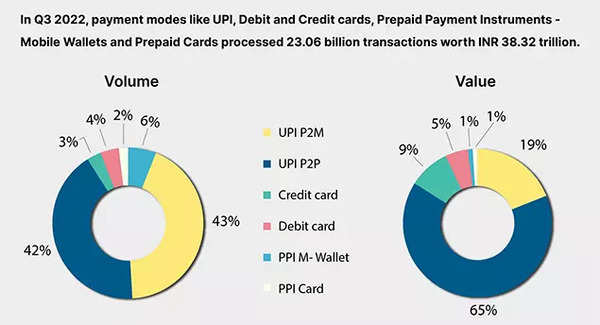 In Q3 2022, payment modes like UPI, Debit and Credit cards, Prepaid Payment Instruments -
Mobile Wallets and Prepaid Cards processed 23.06 billion transactions worth INR 38.32 trillion.
Volume
2%
4%
6%
3%
43%
42%
UPI P2M
UPI P2P
Credit card
Debit card
PPI M- Wallet
PPI Card
Value
1%
1%
5%
9%
19%
65%